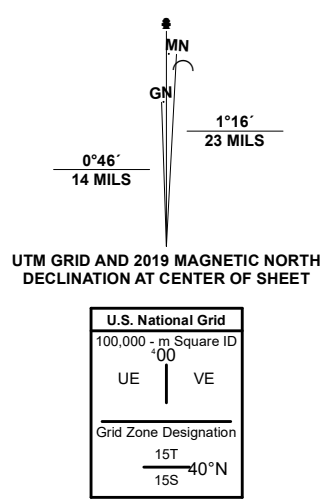 MN
GN
1°16´
23 MILS
0°46´
14 MILS
UTM GRID AND 2019 MAGNETIC NORTH
DECLINATION AT CENTER OF SHEET
U.S. National Grid
100,000 - m Square ID
⁴00
UE VE
Grid Zone Designation
15T
40°N
15S